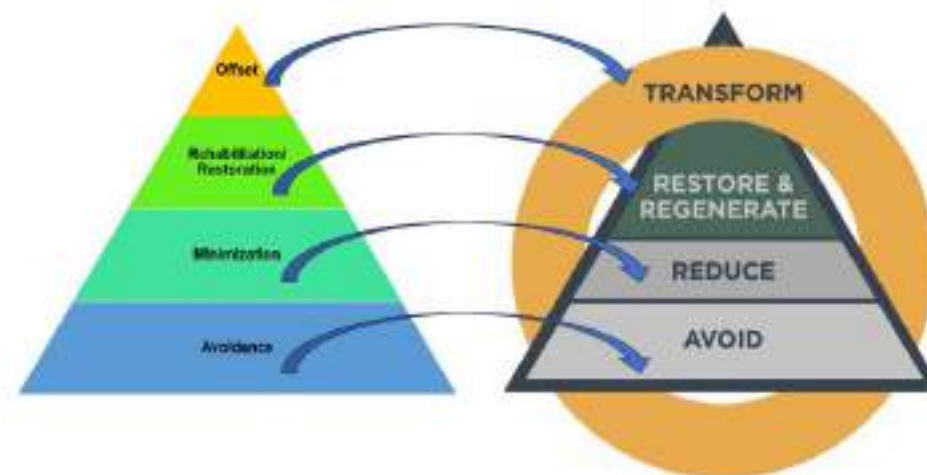 Offset
Rehabilitation/
Restoration
Minimization
Avoidance
TRANSFORM
RESTORE &
REGENERATE
REDUCE
AVOID